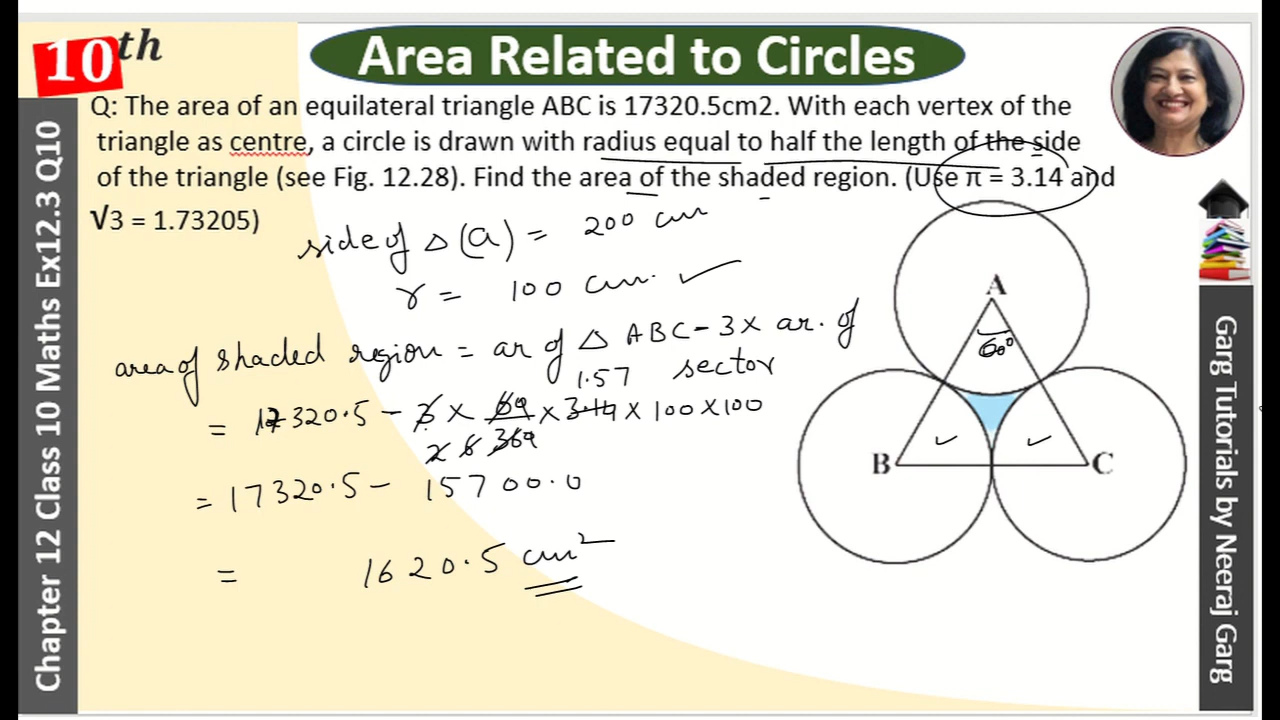 10th
Area Related to Circles
Q: The area of an equilateral triangle ABC is 17320.5cm2. With each vertex of the
triangle as centre, a circle is drawn with radius equal to half the length of the side
of the triangle (see Fig. 12.28). Find the area of the shaded region. (Use π = 3.14 and
√3 = 1.73205)
side of △ (a) = 200 cm
r = 100 cm.
area of shaded region = ar of △ ABC - 3 x ar. of
sector
1.57
= 17320.5 - 3 x 60/360 x 3.14 x 100 x 100
2 6
= 17320.5 - 15700.0
= 1620.5 cm²
A
60°
B
C
Chapter 12 Class 10 Maths Ex12.3 Q10
Garg Tutorials by Neeraj Garg